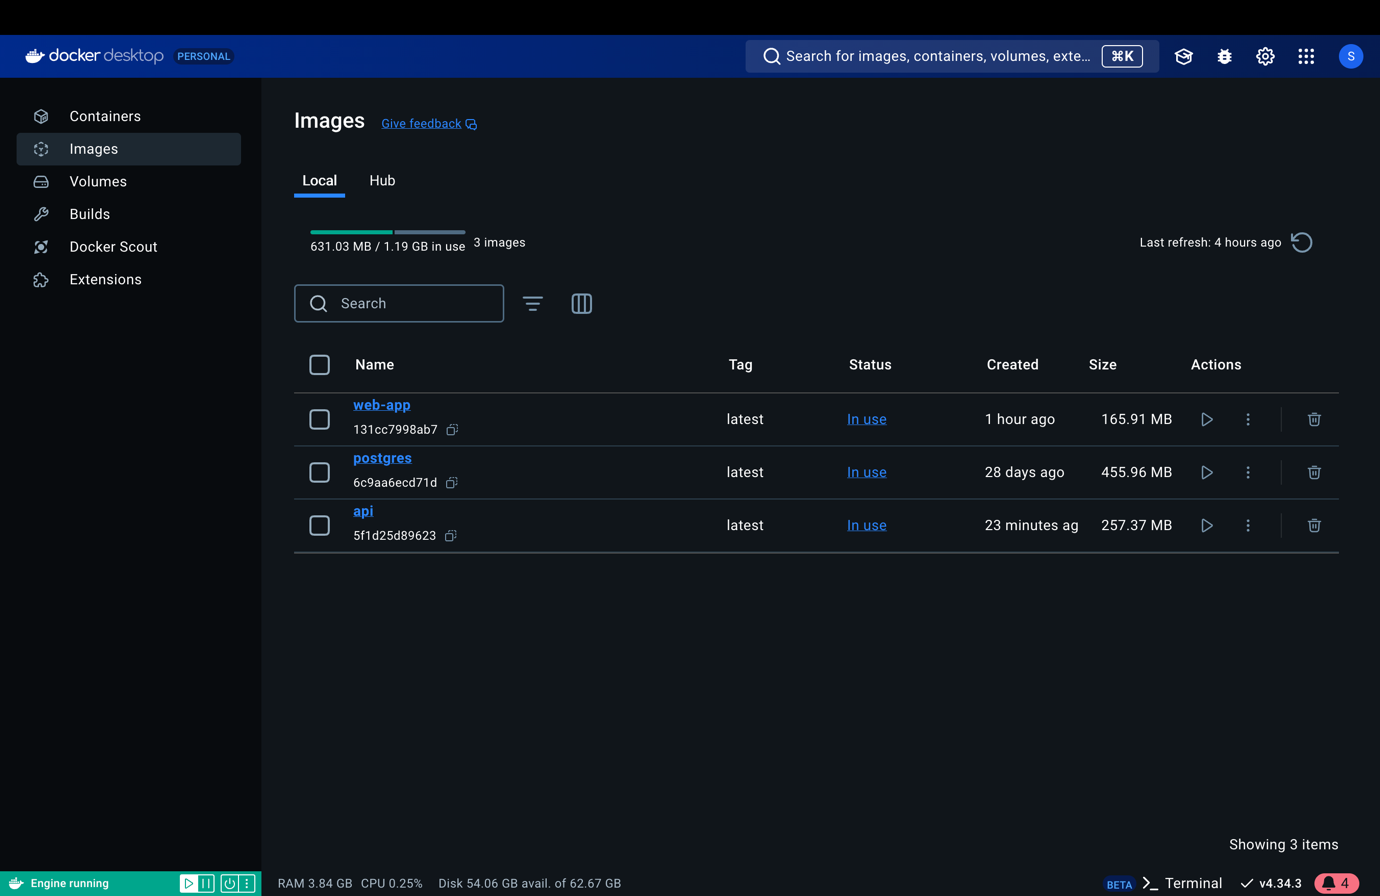 docker desktop PERSONAL Search for images, containers, volumes, exte... ⌘K S
Containers
Images
Volumes
Builds
Docker Scout
Extensions
Images Give feedback
Local Hub
631.03 MB / 1.19 GB in use 3 images Last refresh: 4 hours ago
Search
Name Tag Status Created Size Actions
web-app
131cc7998ab7 latest In use 1 hour ago 165.91 MB
postgres
6c9aa6ecd71d latest In use 28 days ago 455.96 MB
api
5f1d25d89623 latest In use 23 minutes ag 257.37 MB
Showing 3 items
Engine running RAM 3.84 GB CPU 0.25% Disk 54.06 GB avail. of 62.67 GB BETA Terminal v4.34.3 4